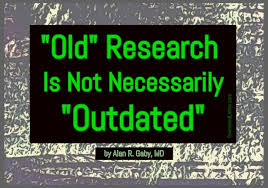 "Old" Research
Is Not Necessarily
"Outdated"
by Alan R. Gaby, MD